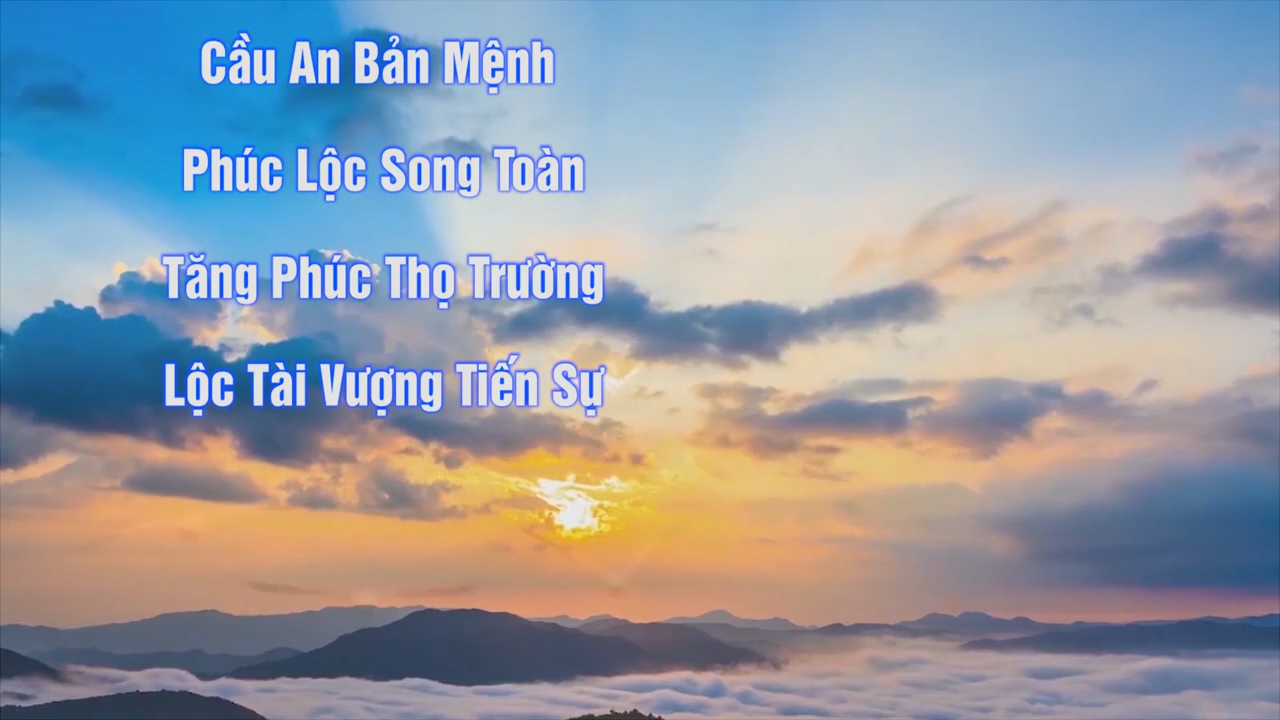 Cầu An Bản Mệnh
Phúc Lộc Song Toàn
Tăng Phúc Thọ Trường
Lộc Tài Vượng Tiến Sự